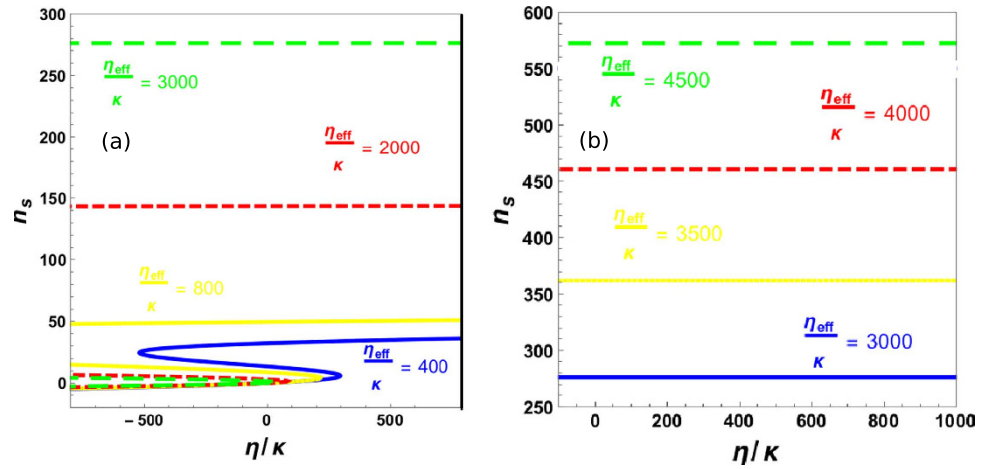 (a)
n_s
300
250
200
150
100
50
0
−500
0
500
η/κ
η_eff/κ = 3000
η_eff/κ = 2000
η_eff/κ = 800
η_eff/κ = 400
(b)
n_s
600
550
500
450
400
350
300
250
0
200
400
600
800
1000
η/κ
η_eff/κ = 4500
η_eff/κ = 4000
η_eff/κ = 3500
η_eff/κ = 3000